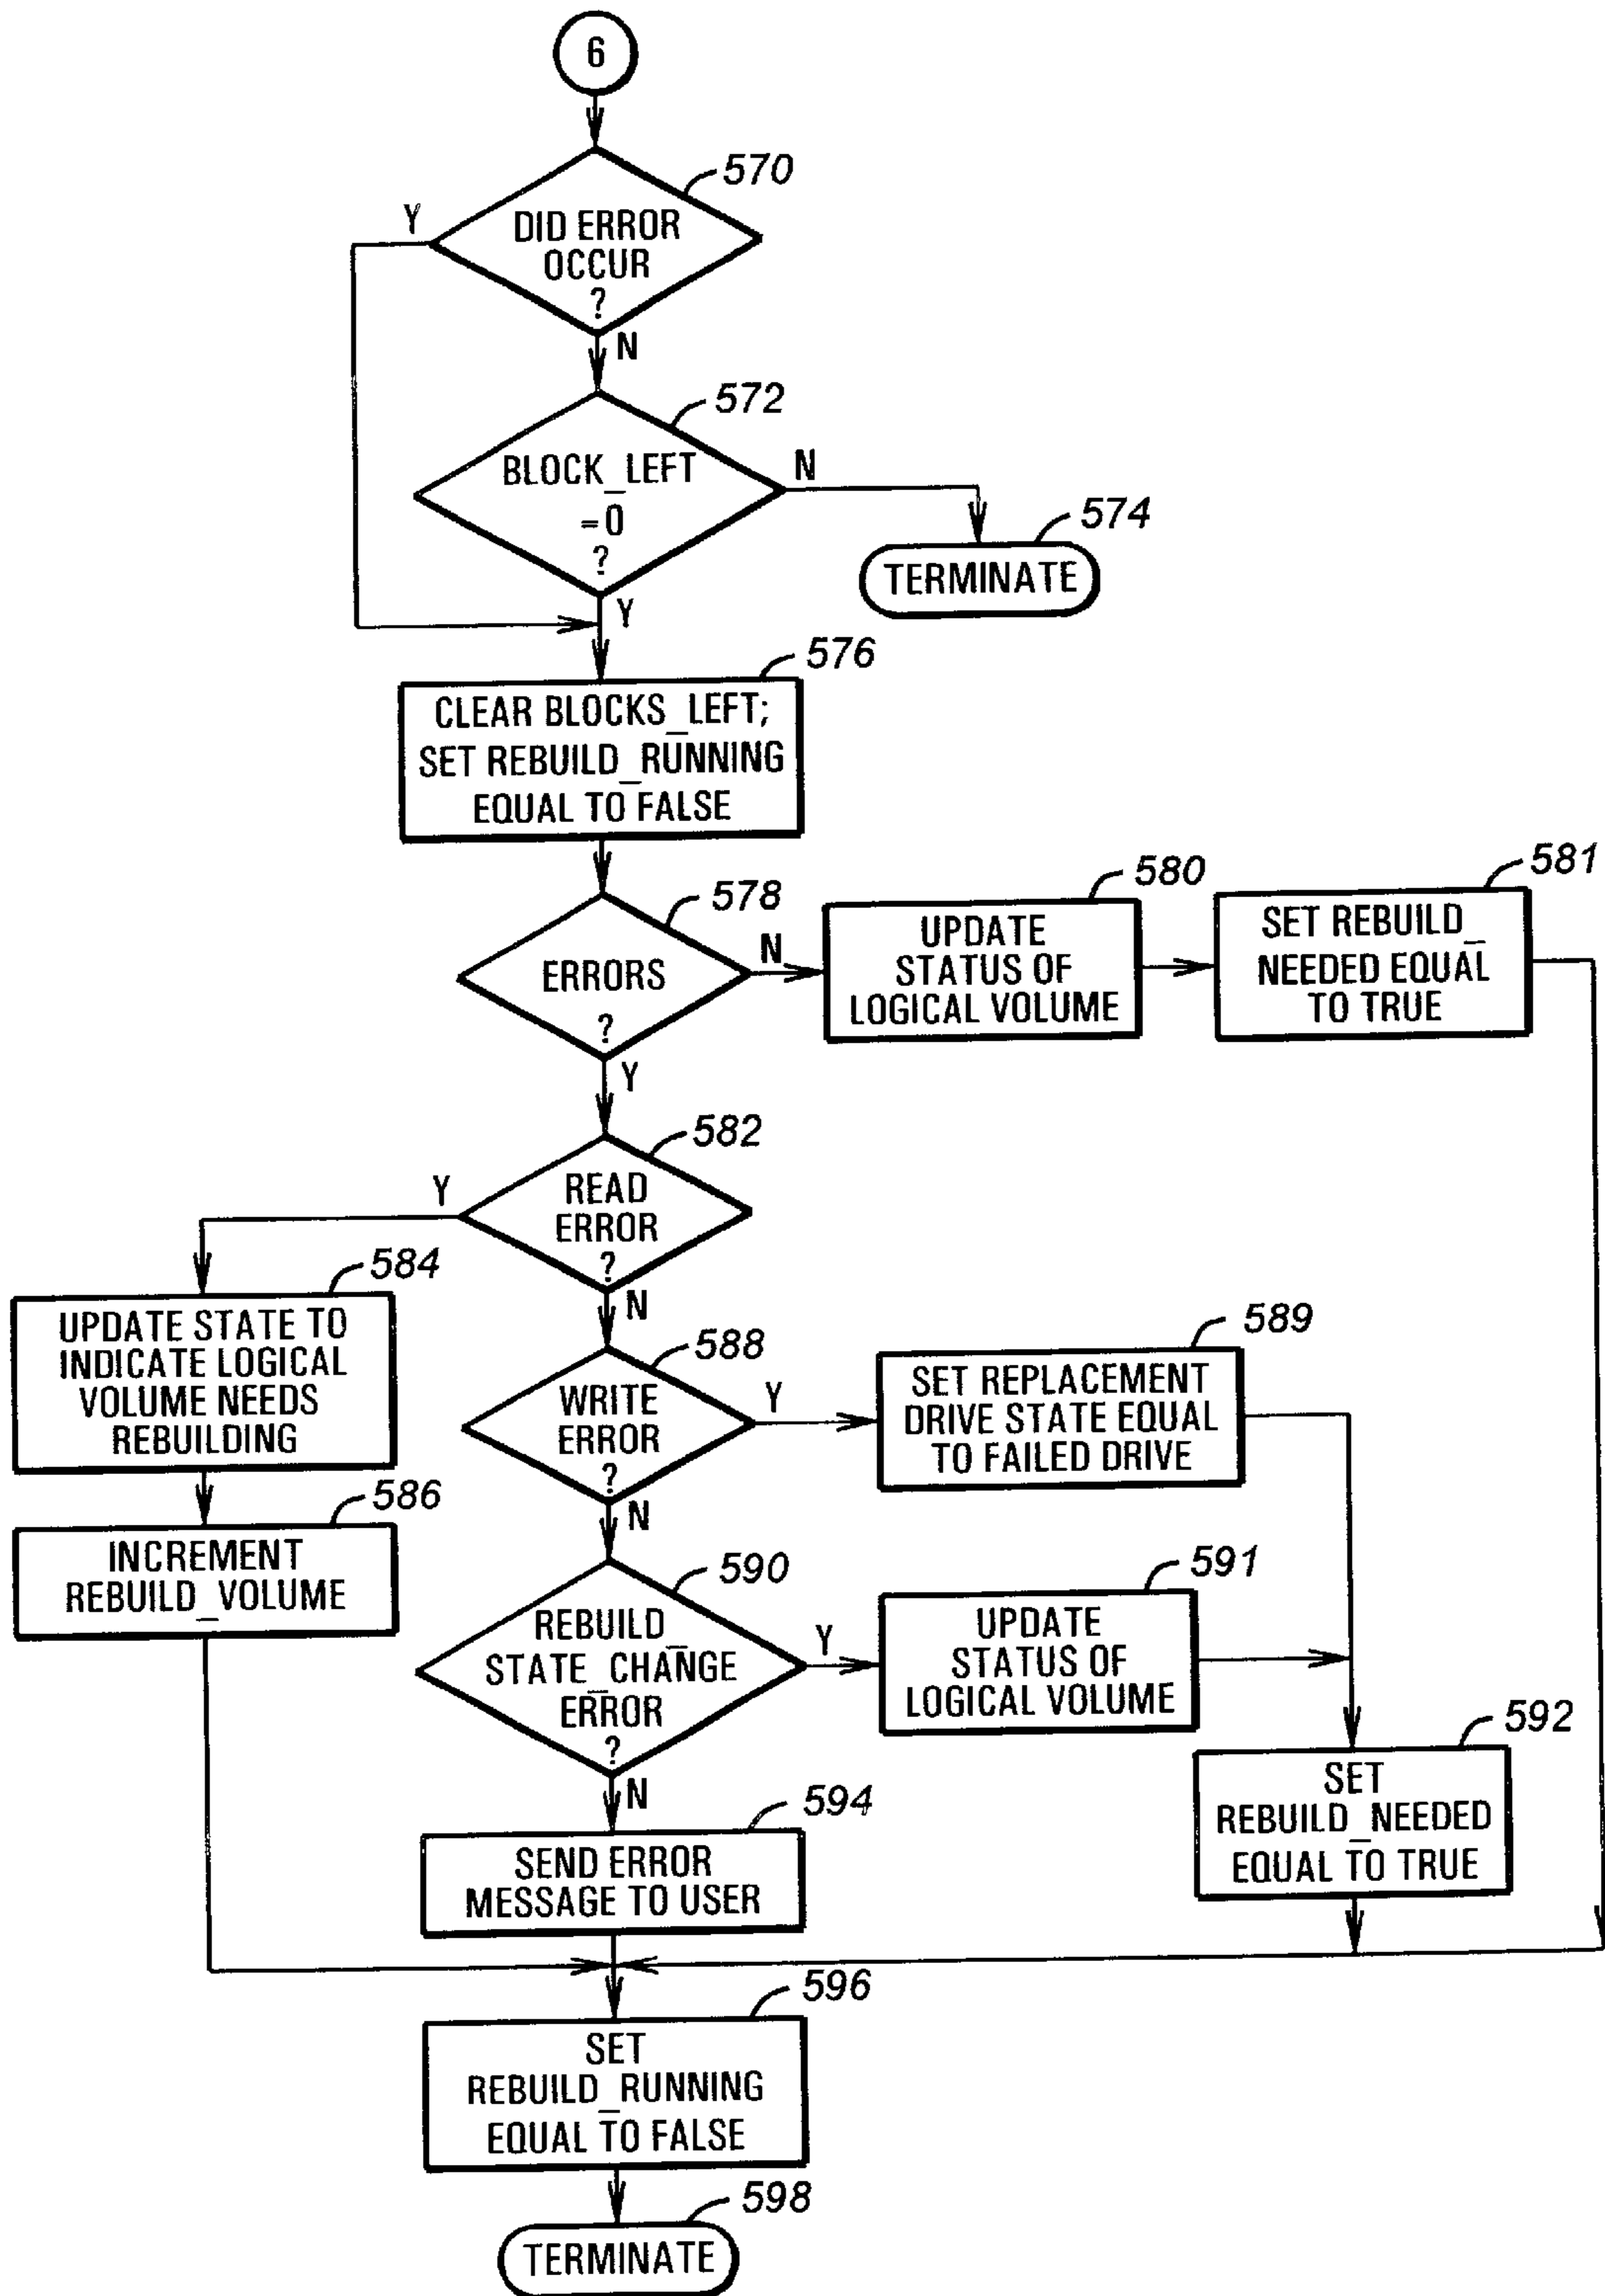 6
570
Y
DID ERROR
OCCUR
?
N
572
BLOCK_LEFT
=0
?
N
574
TERMINATE
Y
576
CLEAR BLOCKS_LEFT;
SET REBUILD_RUNNING
EQUAL TO FALSE
578
ERRORS
?
N
580
UPDATE
STATUS OF
LOGICAL VOLUME
581
SET REBUILD_
NEEDED EQUAL
TO TRUE
Y
582
READ
ERROR
?
Y
584
UPDATE STATE TO
INDICATE LOGICAL
VOLUME NEEDS
REBUILDING
586
INCREMENT
REBUILD_VOLUME
N
588
WRITE
ERROR
?
Y
589
SET REPLACEMENT
DRIVE STATE EQUAL
TO FAILED DRIVE
N
590
REBUILD_
STATE_CHANGE
ERROR
?
Y
591
UPDATE
STATUS OF
LOGICAL VOLUME
592
SET
REBUILD_NEEDED
EQUAL TO TRUE
N
594
SEND ERROR
MESSAGE TO USER
596
SET
REBUILD_RUNNING
EQUAL TO FALSE
598
TERMINATE